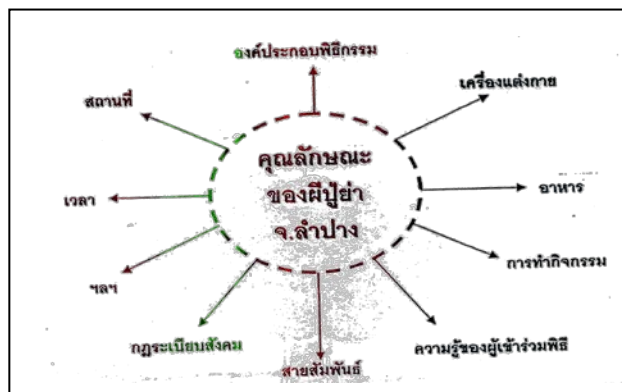 องค์ประกอบพิธีกรรม
เครื่องแต่งกาย
สถานที่
คุณลักษณะ
ของผีปู่ย่า
จ.ลำปาง
อาหาร
เวลา
การทำกิจกรรม
ฯลฯ
กฎระเบียบสังคม
สายสัมพันธ์
ความรู้ของผู้เข้าร่วมพิธี